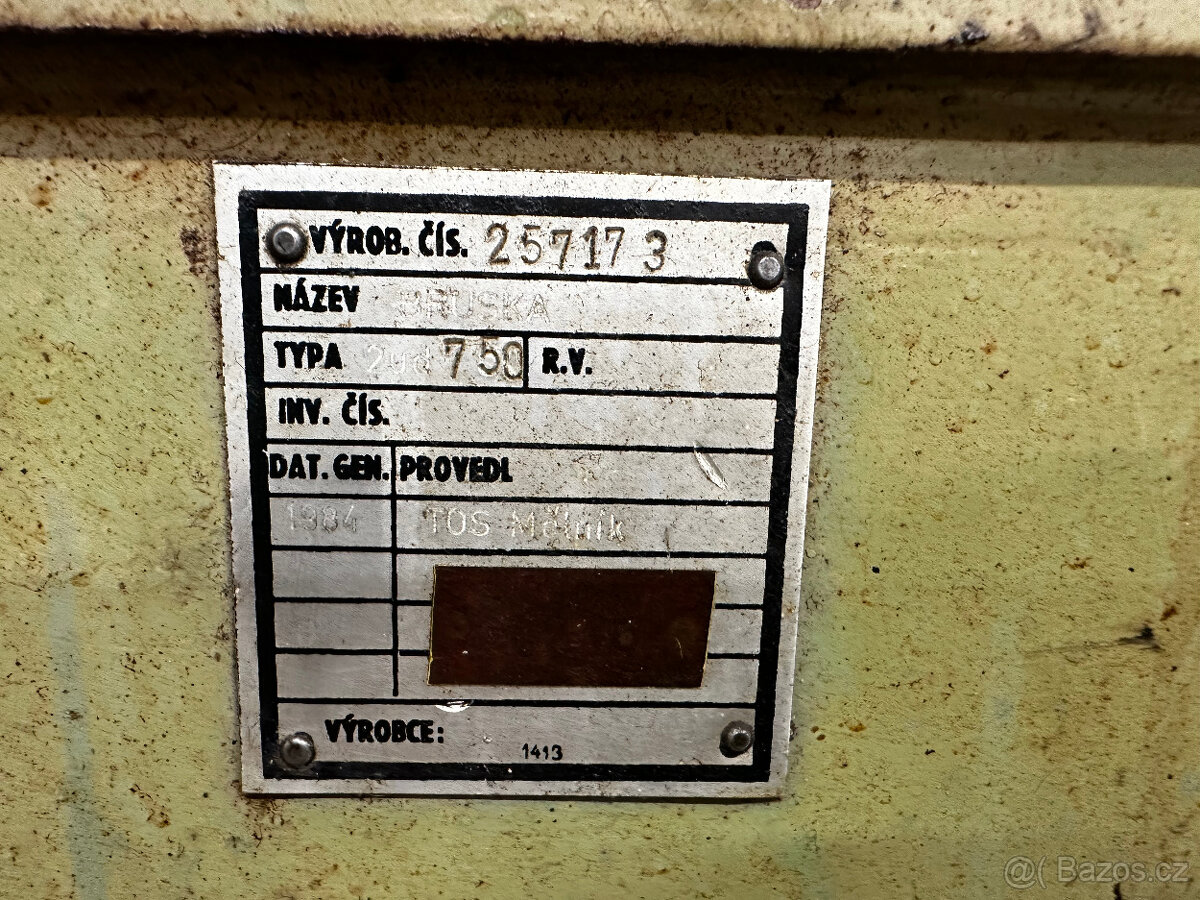 VÝROB. ČÍS. 257173
NÁZEV BRUSKA
TYPA 2ud 750 R.V.
INV. ČÍS.
DAT. GEN. PROVEDL
1984 TOS Mělník
VÝROBCE:
1413
@( Bazos.cz